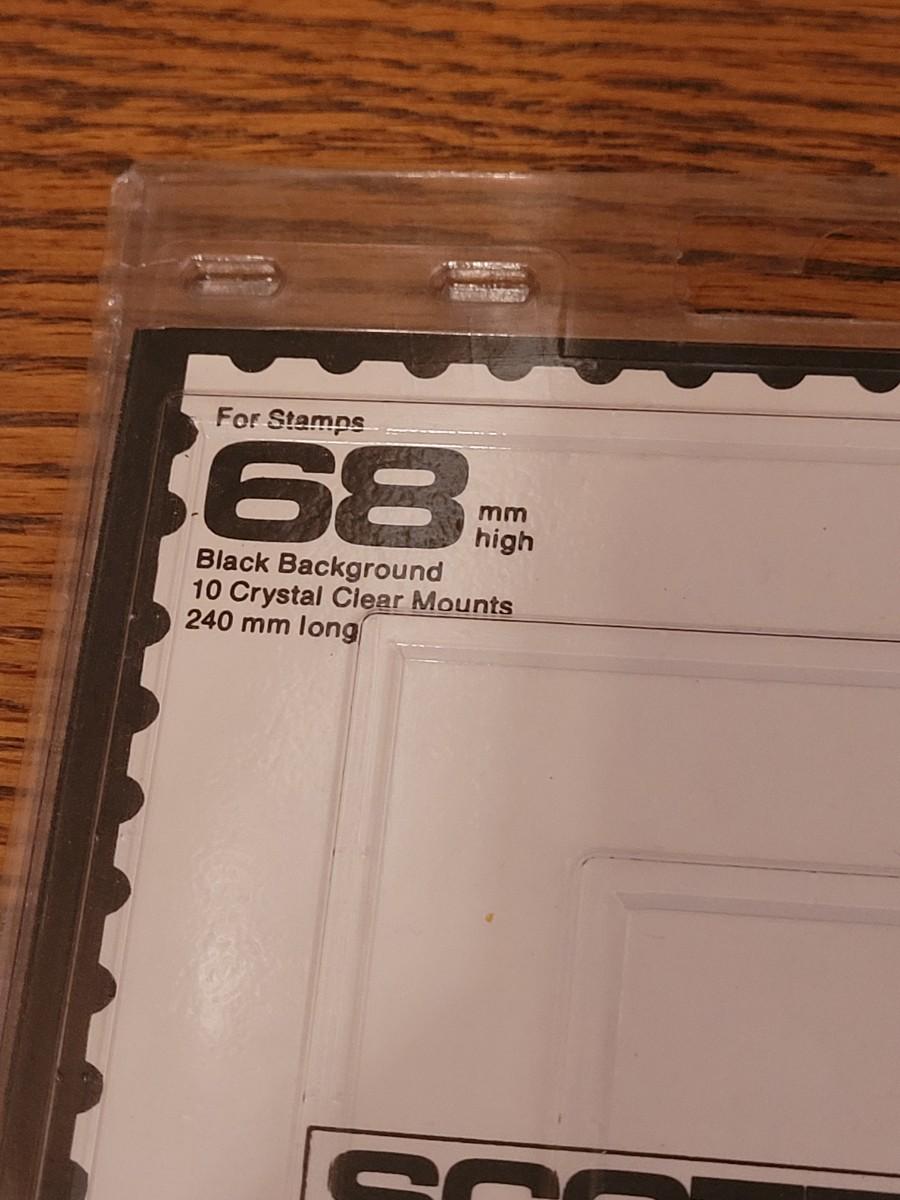 For Stamps
68
mm
high
Black Background
10 Crystal Clear Mounts
240 mm long